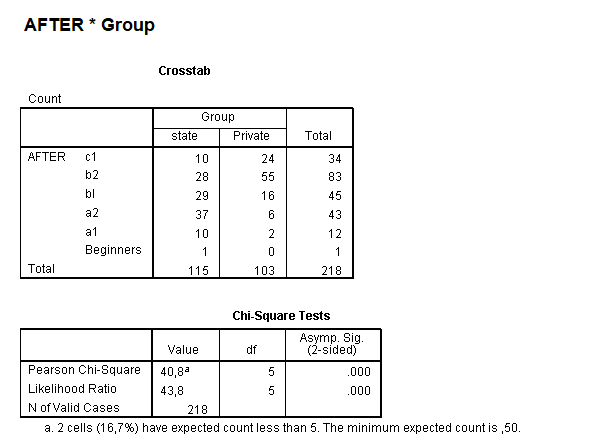 AFTER * Group
Crosstab
Count
Group
state Private Total
AFTER c1 10 24 34
b2 28 55 83
bl 29 16 45
a2 37 6 43
a1 10 2 12
Beginners 1 0 1
Total 115 103 218
Chi-Square Tests
Value df Asymp. Sig. (2-sided)
Pearson Chi-Square 40,8a 5 .000
Likelihood Ratio 43,8 5 .000
N of Valid Cases 218
a. 2 cells (16,7%) have expected count less than 5. The minimum expected count is ,50.